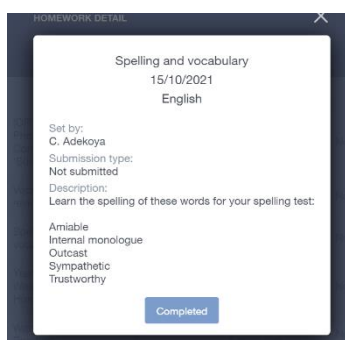 HOMEWORK DETAIL
Spelling and vocabulary
15/10/2021
English
Set by:
C. Adekoya
Submission type:
Not submitted
Description:
Learn the spelling of these words for your spelling test:
Amiable
Internal monologue
Outcast
Sympathetic
Trustworthy
Completed